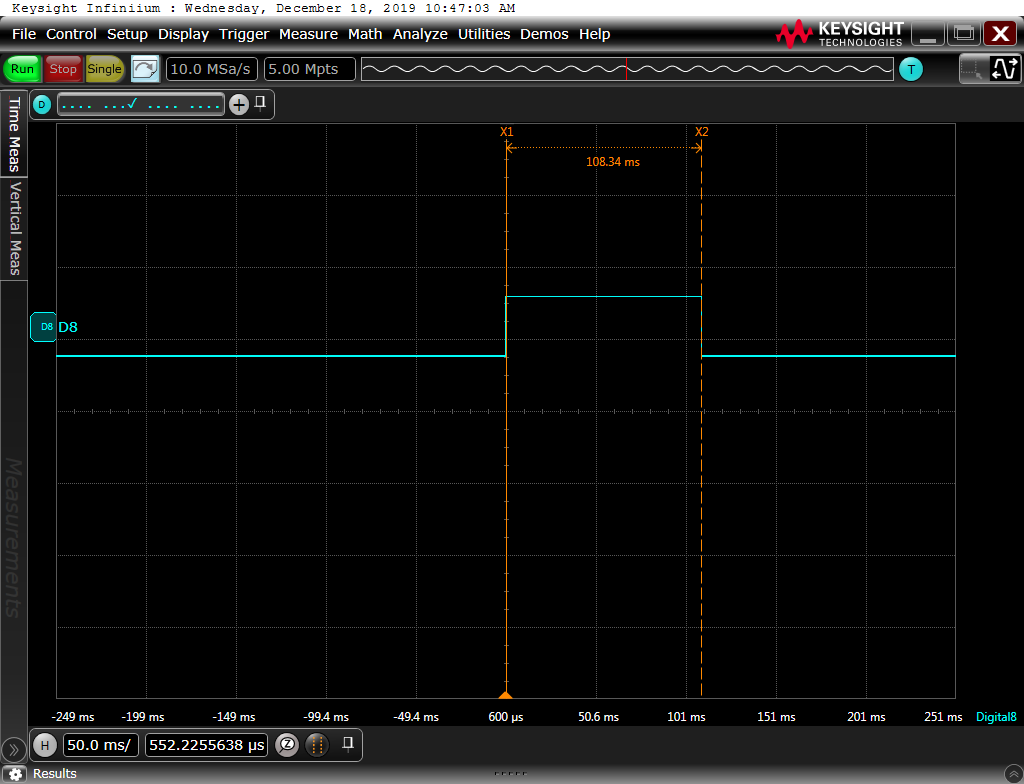 Keysight Infiniium : Wednesday, December 18, 2019 10:47:03 AM
File Control Setup Display Trigger Measure Math Analyze Utilities Demos Help
KEYSIGHT
TECHNOLOGIES
X
Run Stop Single 10.0 MSa/s 5.00 Mpts T
D .... ...✓ .... .... +
Time Meas
Vertical Meas
Measurements
X1 X2
108.34 ms
D8 D8
-249 ms -199 ms -149 ms -99.4 ms -49.4 ms 600 µs 50.6 ms 101 ms 151 ms 201 ms 251 ms Digital8
H 50.0 ms/ 552.2255638 µs Z
Results